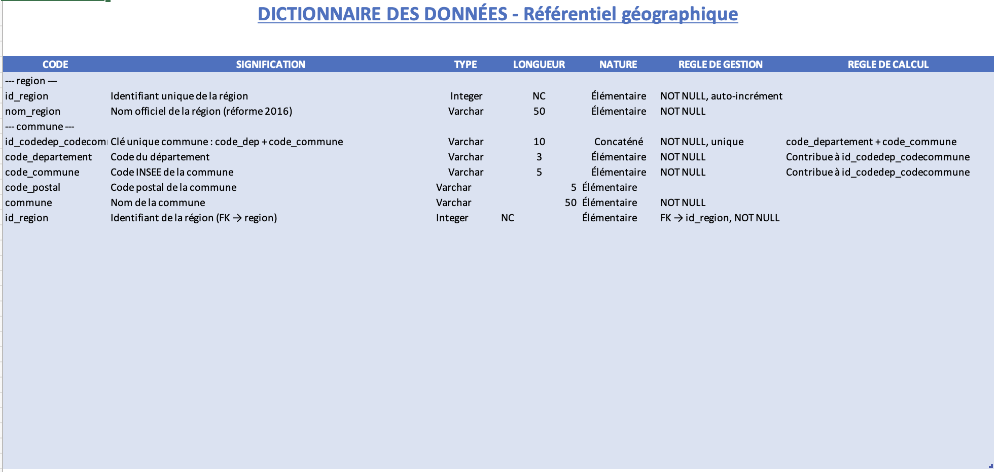 DICTIONNAIRE DES DONNÉES - Référentiel géographique
CODE SIGNIFICATION TYPE LONGUEUR NATURE REGLE DE GESTION REGLE DE CALCUL
--- region ---
id_region Identifiant unique de la région Integer NC Élémentaire NOT NULL, auto-incrément
nom_region Nom officiel de la région (réforme 2016) Varchar 50 Élémentaire NOT NULL
--- commune ---
id_codedep_codecom Clé unique commune : code_dep + code_commune Varchar 10 Concaténé NOT NULL, unique code_departement + code_commune
code_departement Code du département Varchar 3 Élémentaire NOT NULL Contribue à id_codedep_codecommune
code_commune Code INSEE de la commune Varchar 5 Élémentaire NOT NULL Contribue à id_codedep_codecommune
code_postal Code postal de la commune Varchar 5 Élémentaire
commune Nom de la commune Varchar 50 Élémentaire NOT NULL
id_region Identifiant de la région (FK → region) Integer NC Élémentaire FK → id_region, NOT NULL